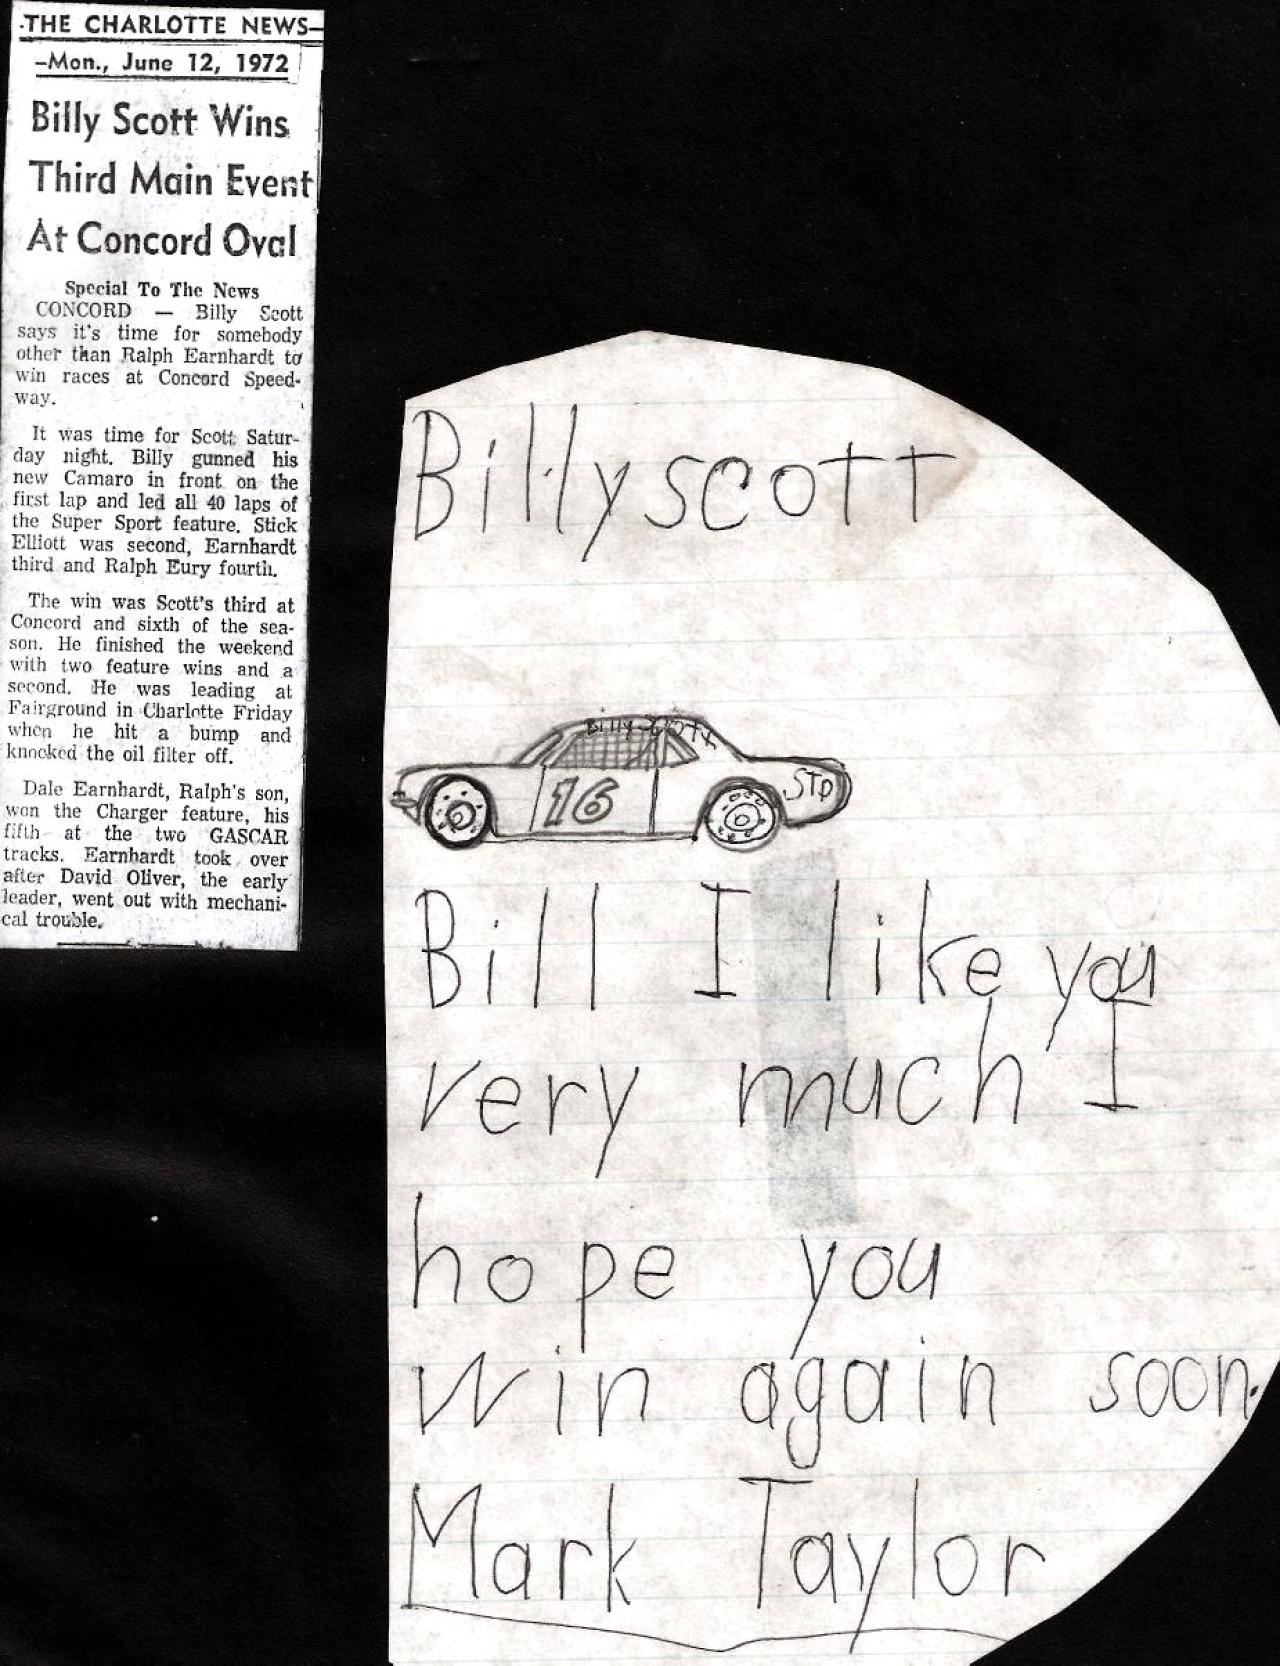 THE CHARLOTTE NEWS
Mon., June 12, 1972
Billy Scott Wins
Third Main Event
At Concord Oval
Special To The News
CONCORD — Billy Scott
says it's time for somebody
other than Ralph Earnhardt to
win races at Concord Speed-
way.
It was time for Scott Satur-
day night. Billy gunned his
new Camaro in front on the
first lap and led all 40 laps of
the Super Sport feature. Stick
Elliott was second, Earnhardt
third and Ralph Eury fourth.
The win was Scott's third at
Concord and sixth of the sea-
son. He finished the weekend
with two feature wins and a
second. He was leading at
Fairground in Charlotte Friday
when he hit a bump and
knocked the oil filter off.
Dale Earnhardt, Ralph's son,
won the Charger feature, his
fifth at the two GASCAR
tracks. Earnhardt took over
after David Oliver, the early
leader, went out with mechani-
cal trouble.
Billy scott
Billy Scott
16
STP
Bill I like you
very much I
hope you
win again soon.
Mark Taylor